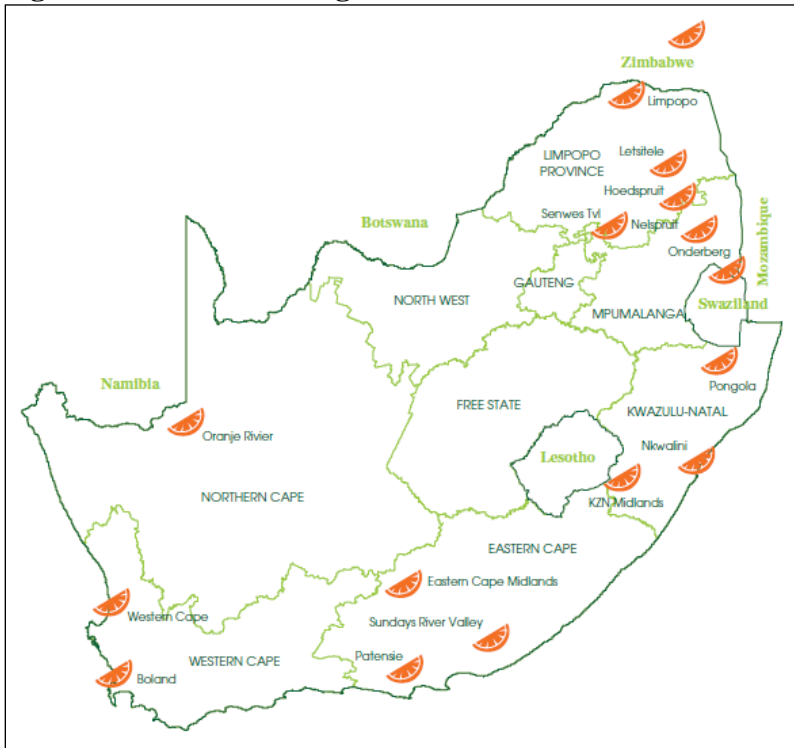 Zimbabwe
Limpopo
Letsitele
LIMPOPO
PROVINCE
Hoedspruit
Senwes Tvl
Nelspruit
Botswana
Onderberg
Mozambique
GAUTENG
NORTH WEST
Swaziland
MPUMALANGA
Namibia
Pongola
FREE STATE
KWAZULU-NATAL
Oranje Rivier
Nkwalini
Lesotho
NORTHERN CAPE
KZN Midlands
EASTERN CAPE
Eastern Cape Midlands
Western Cape
Sundays River Valley
WESTERN CAPE
Patensie
Boland